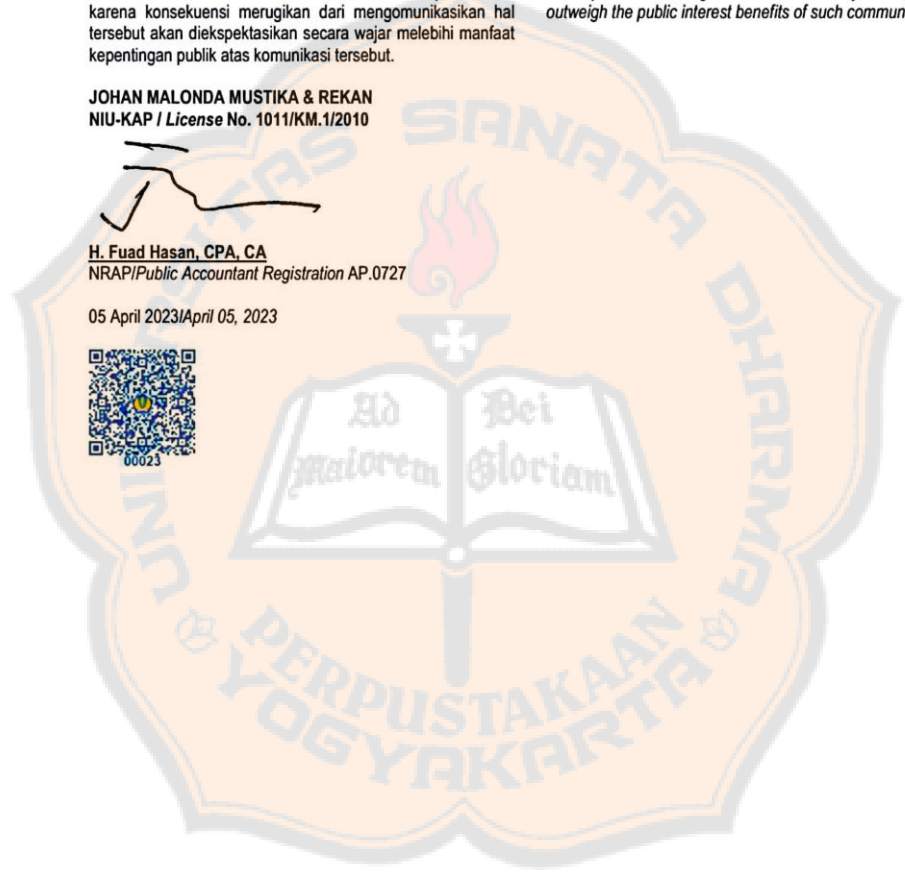 karena konsekuensi merugikan dari mengomunikasikan hal
tersebut akan diekspektasikan secara wajar melebihi manfaat
kepentingan publik atas komunikasi tersebut.
outweigh the public interest benefits of such commun
JOHAN MALONDA MUSTIKA & REKAN
NIU-KAP / License No. 1011/KM.1/2010
H. Fuad Hasan, CPA, CA
NRAP/Public Accountant Registration AP.0727
05 April 2023/April 05, 2023
00023
UNIVERSITAS SANATA DHARMA
Ad Dei
Maiorem Gloriam
PERPUSTAKAAN
YOGYAKARTA